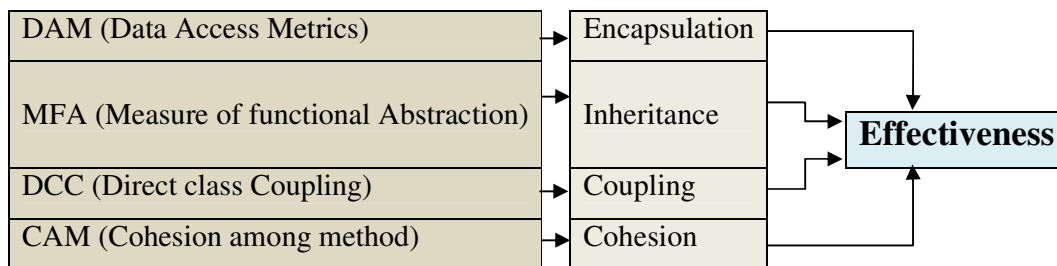 DAM (Data Access Metrics)
Encapsulation
MFA (Measure of functional Abstraction)
Inheritance
Effectiveness
DCC (Direct class Coupling)
Coupling
CAM (Cohesion among method)
Cohesion